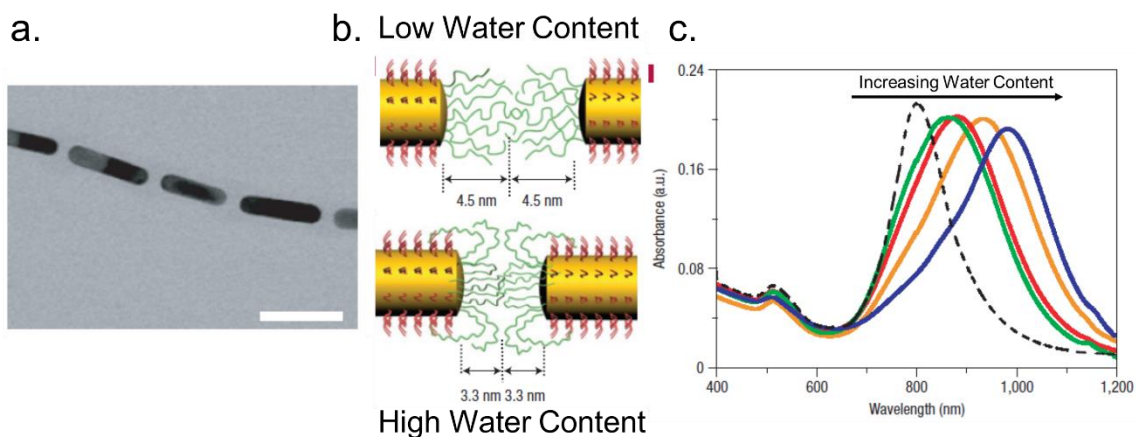 a.
b.
Low Water Content
4.5 nm 4.5 nm
3.3 nm 3.3 nm
High Water Content
c.
Increasing Water Content
Absorbance (a.u.)
0.24
0.16
0.08
0
400 600 800 1,000 1,200
Wavelength (nm)